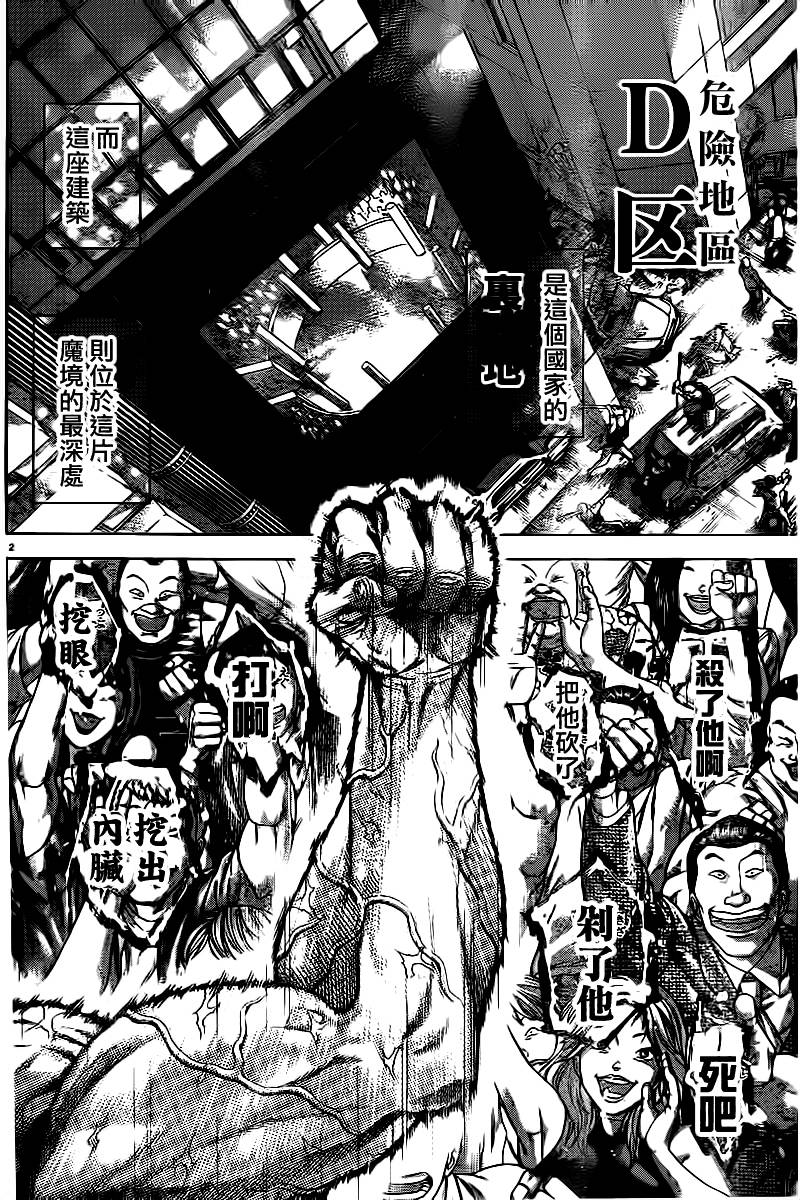 危險地區
D区
是這個國家的
裏地
而
這座建築
則位於這片
魔境的最深處
2
殺了他啊
把他砍了
剁了他
死吧
打啊
挖眼
挖出
內臟